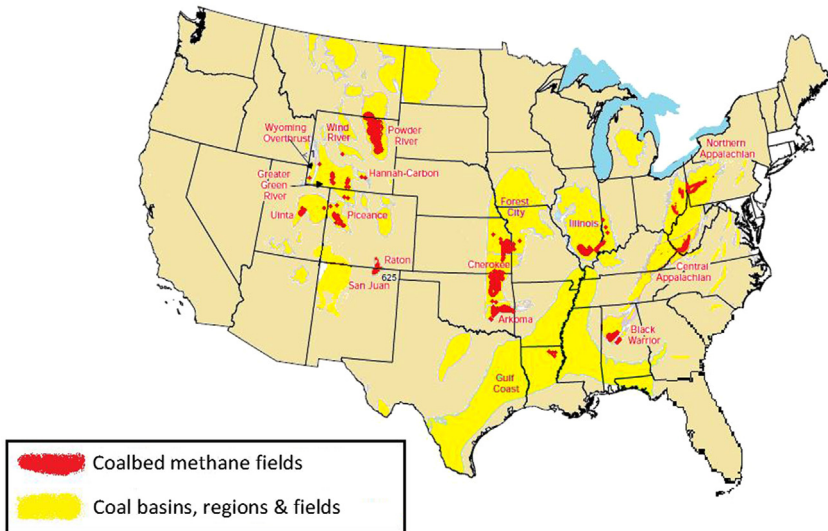 Northern
Appalachian
Wyoming
Overthrust
Wind
River
Powder
River
Greater
Green
River
Hannah-Carbon
Forest
City
Illinois
Uinta
Piceance
Raton
625
San Juan
Cherokee
Central
Appalachian
Arkoma
Black
Warrior
Gulf
Coast
Coalbed methane fields
Coal basins, regions & fields